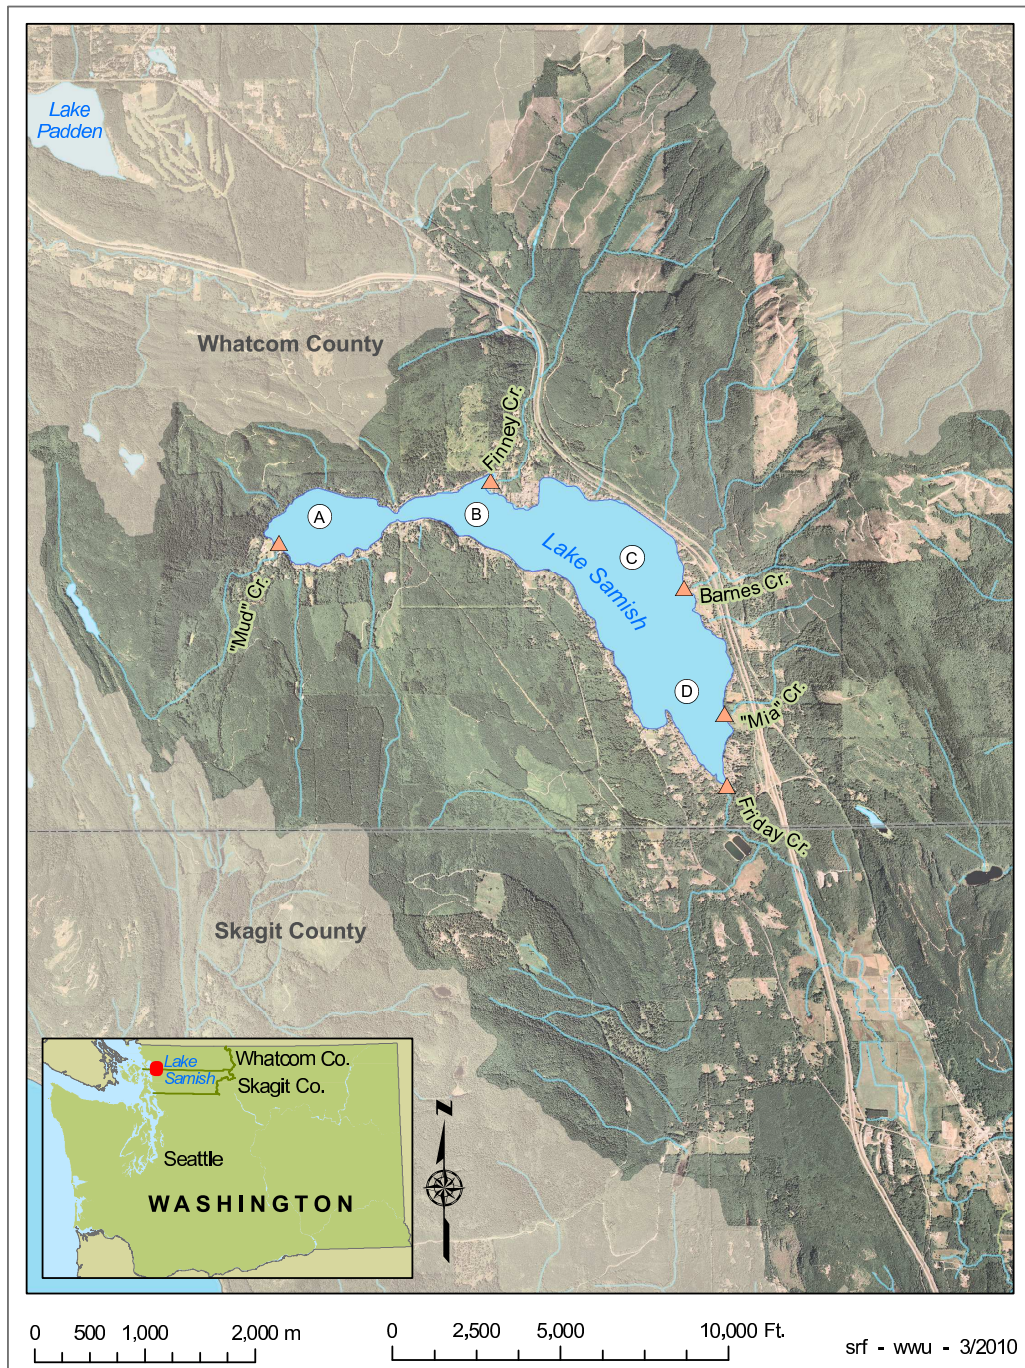 Lake
Padden
Whatcom County
Finney Cr.
A
B
C
Lake Samish
Barnes Cr.
"Mud" Cr.
D
"Mia" Cr.
Friday Cr.
Skagit County
Lake
Samish
Whatcom Co.
Skagit Co.
Seattle
WASHINGTON
N
0 500 1,000 2,000 m
0 2,500 5,000 10,000 Ft.
srf - wwu - 3/2010